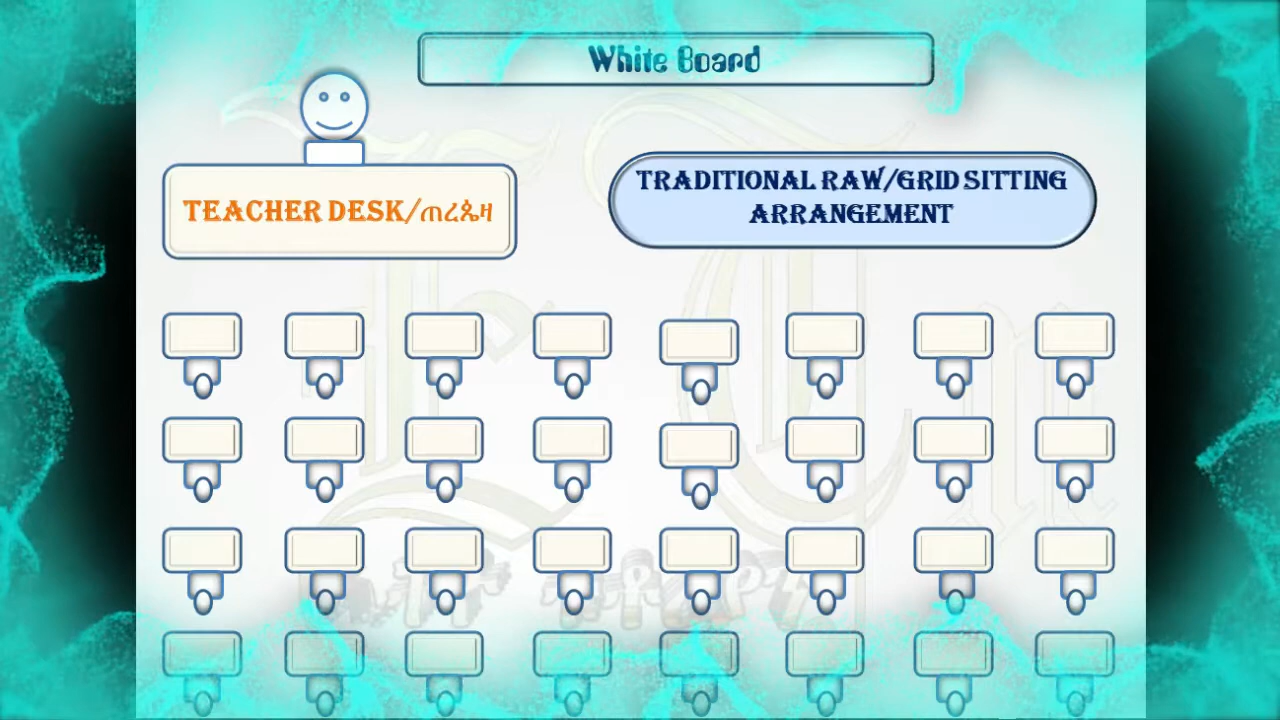 White Board
TEACHER DESK/ጠረጴዛ
TRADITIONAL RAW/GRID SITTING
ARRANGEMENT